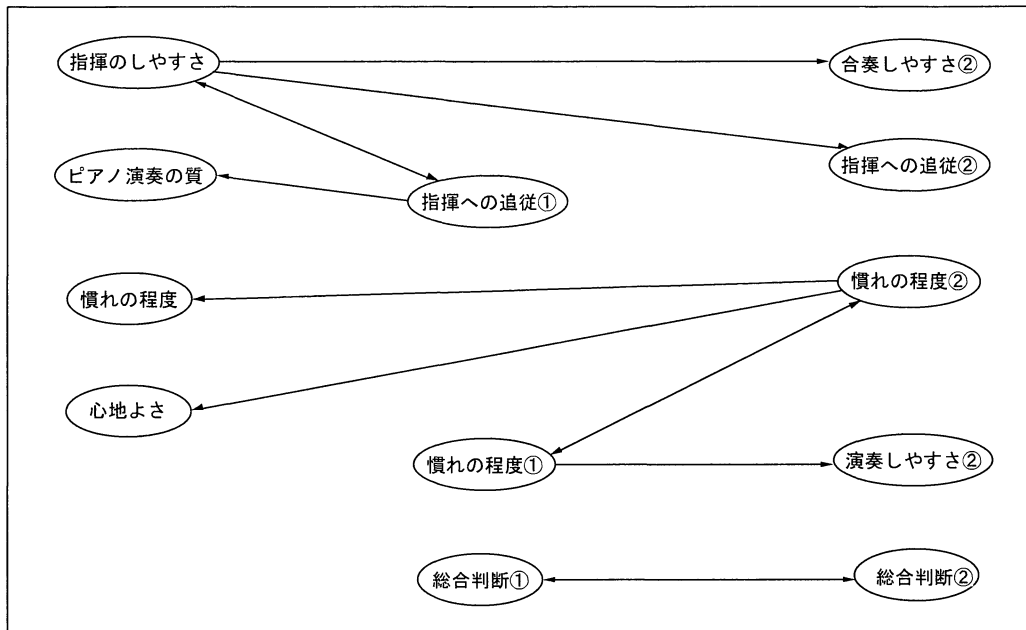 指揮のしやすさ
合奏しやすさ②
ピアノ演奏の質
指揮への追従①
指揮への追従②
慣れの程度
慣れの程度②
心地よさ
慣れの程度①
演奏しやすさ②
総合判断①
総合判断②